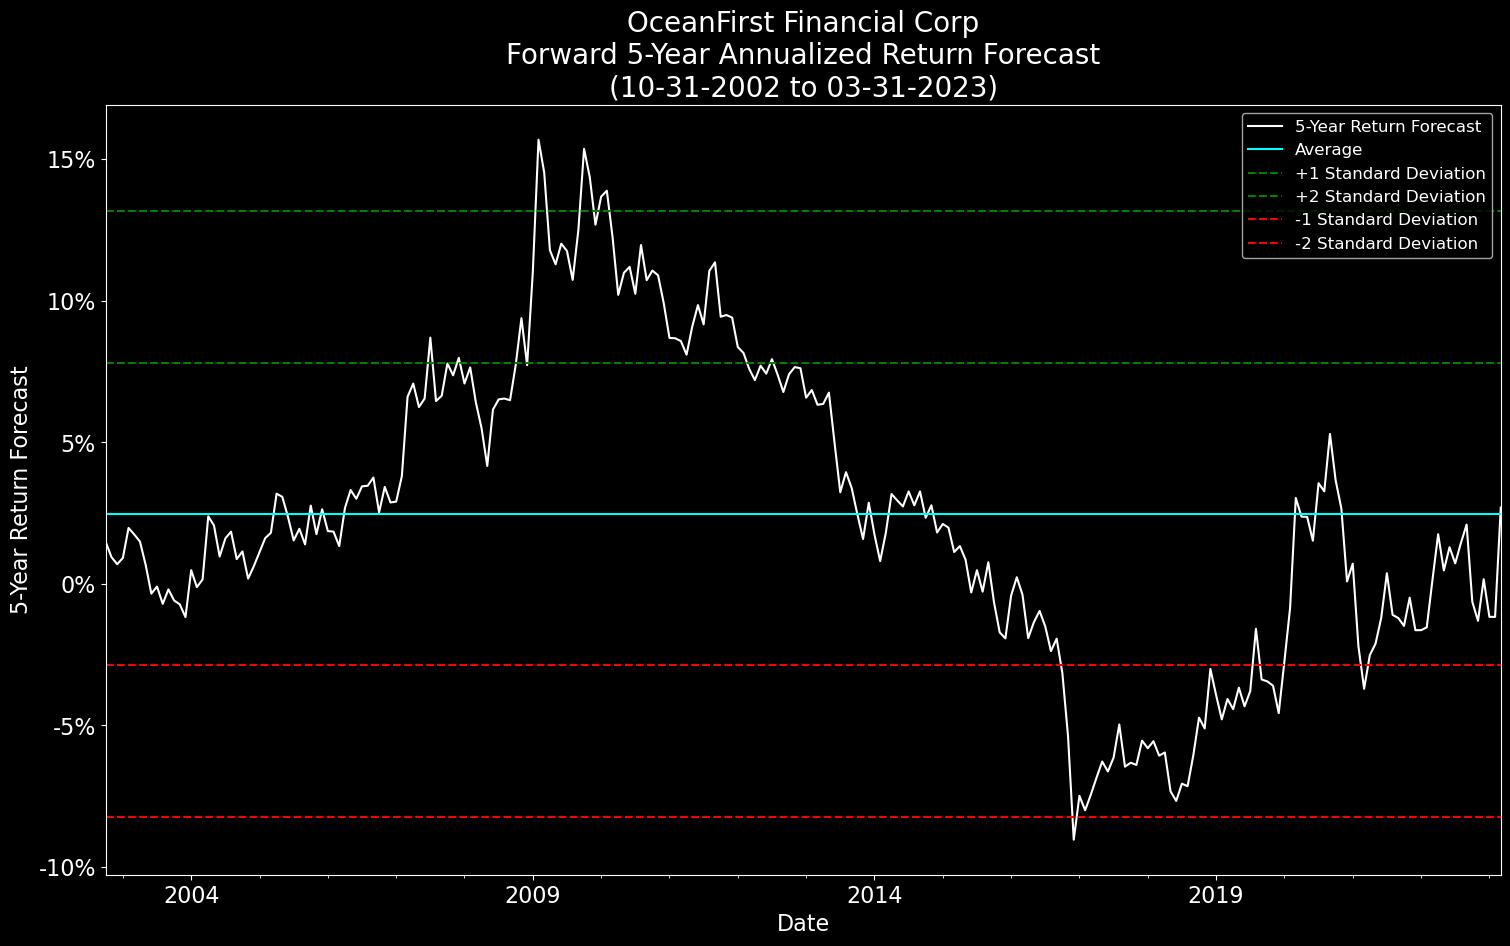 OceanFirst Financial Corp
Forward 5-Year Annualized Return Forecast
(10-31-2002 to 03-31-2023)
5-Year Return Forecast
Average
+1 Standard Deviation
+2 Standard Deviation
-1 Standard Deviation
-2 Standard Deviation
15%
10%
5%
0%
-5%
-10%
5-Year Return Forecast
2004
2009
2014
2019
Date